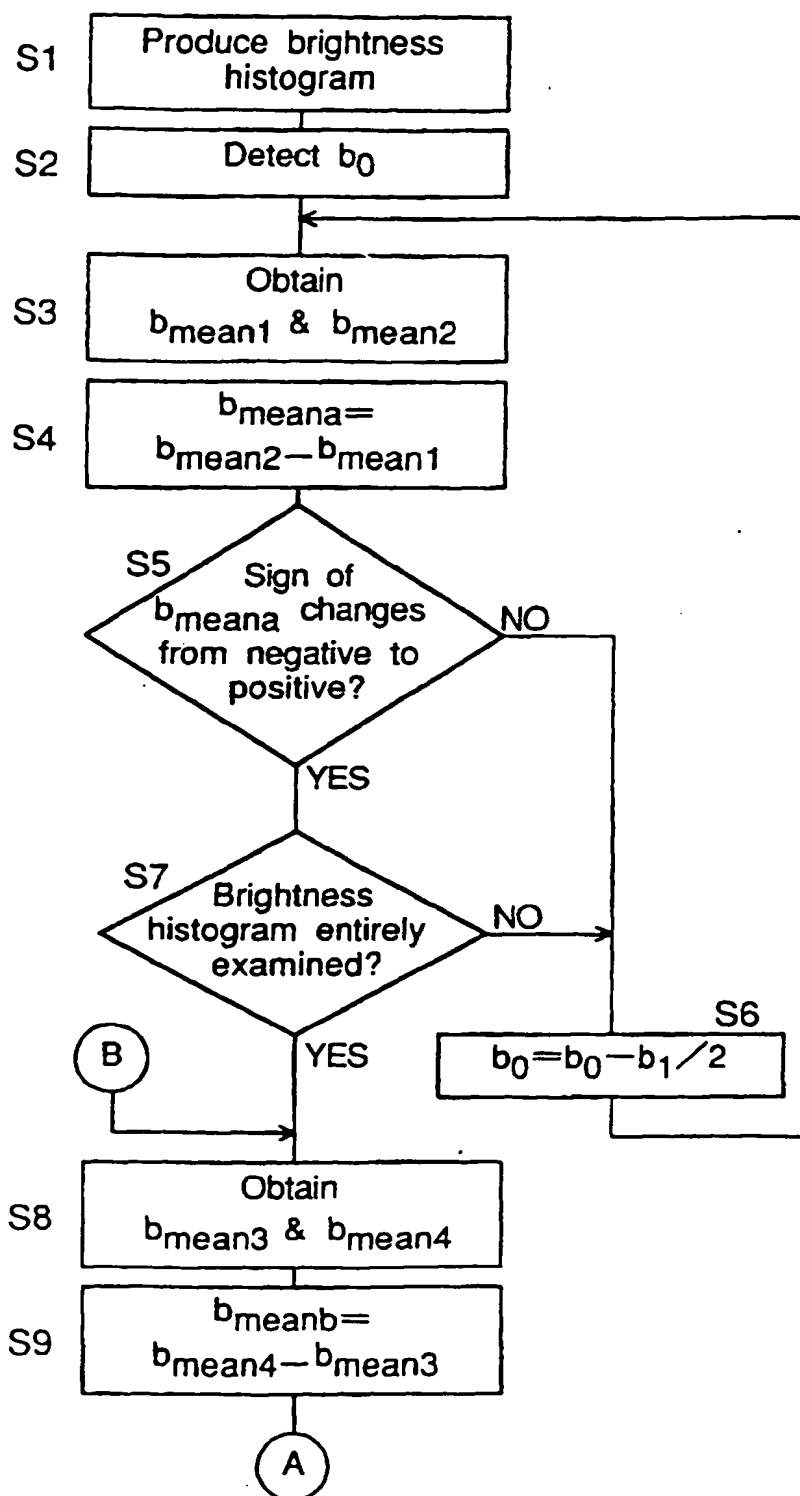 S1
Produce brightness
histogram
S2
Detect b0
S3
Obtain
bmean1 & bmean2
S4
bmeana=
bmean2−bmean1
S5
Sign of
bmeana changes
from negative to
positive?
NO
YES
S7
Brightness
histogram entirely
examined?
NO
YES
S6
b0=b0−b1/2
B
S8
Obtain
bmean3 & bmean4
S9
bmeanb=
bmean4−bmean3
A